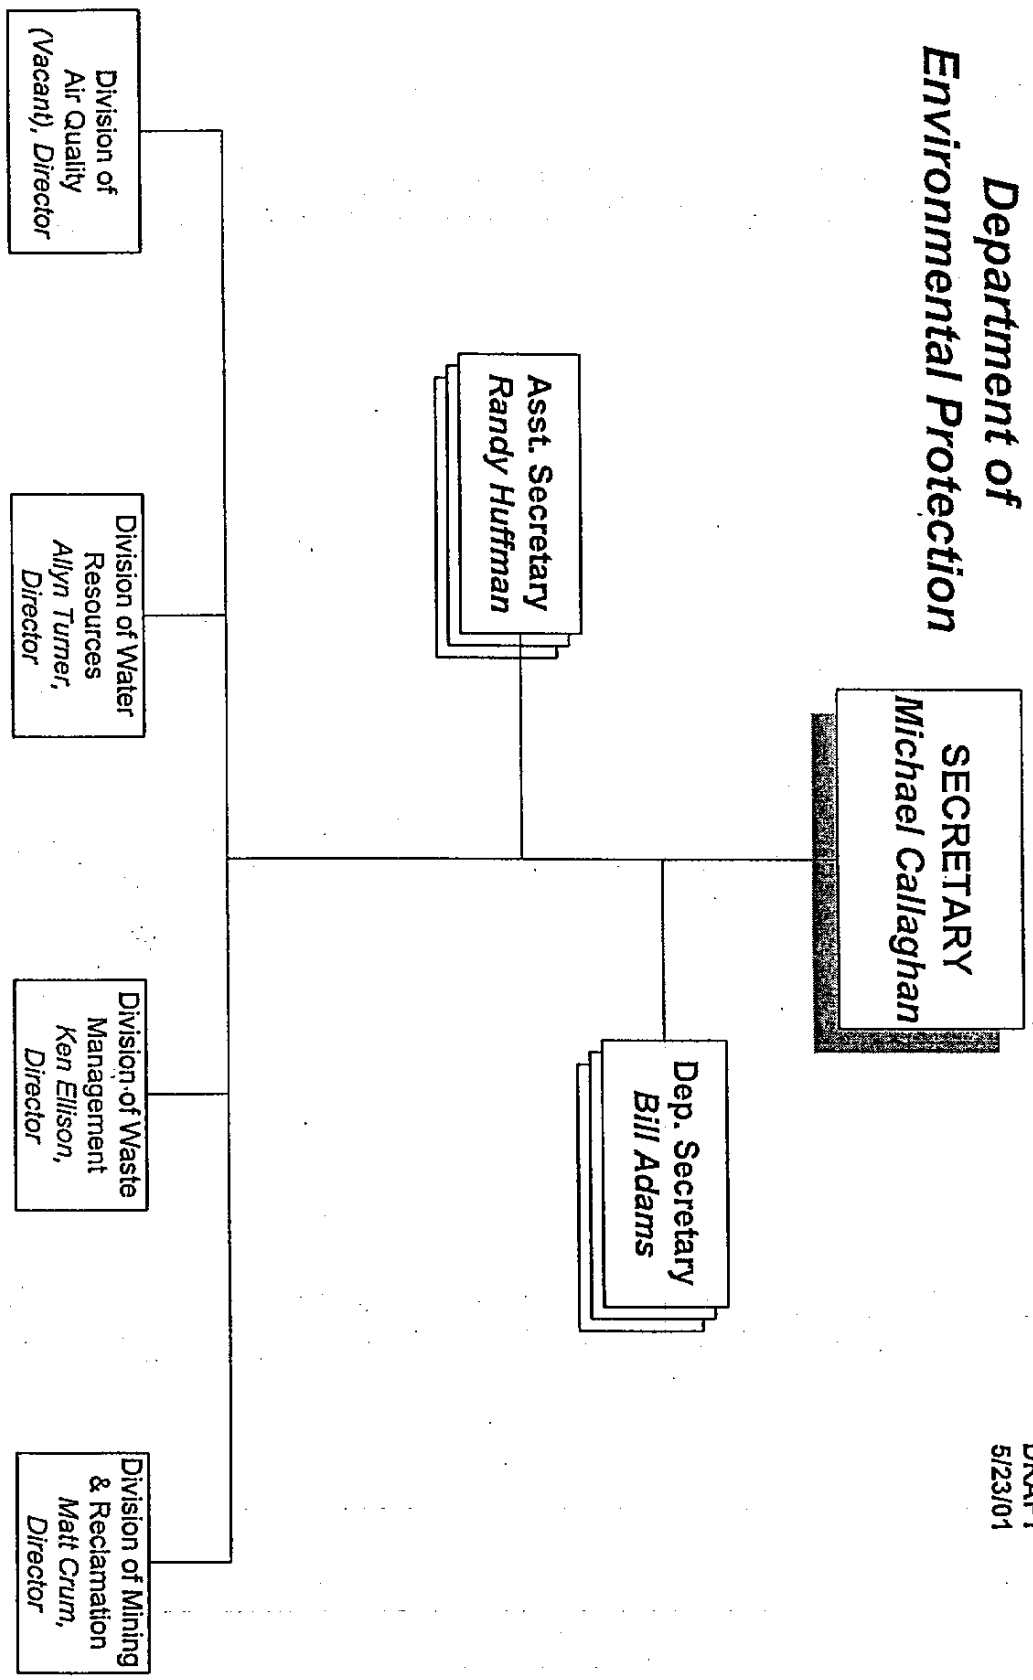 Department of
Environmental Protection
DRAFT
5/23/01
SECRETARY
Michael Callaghan
Dep. Secretary
Bill Adams
Asst. Secretary
Randy Huffman
Division of
Air Quality
(Vacant), Director
Division of Water
Resources
Allyn Turner,
Director
Division of Waste
Management
Ken Ellison,
Director
Division of Mining
& Reclamation
Matt Crum,
Director